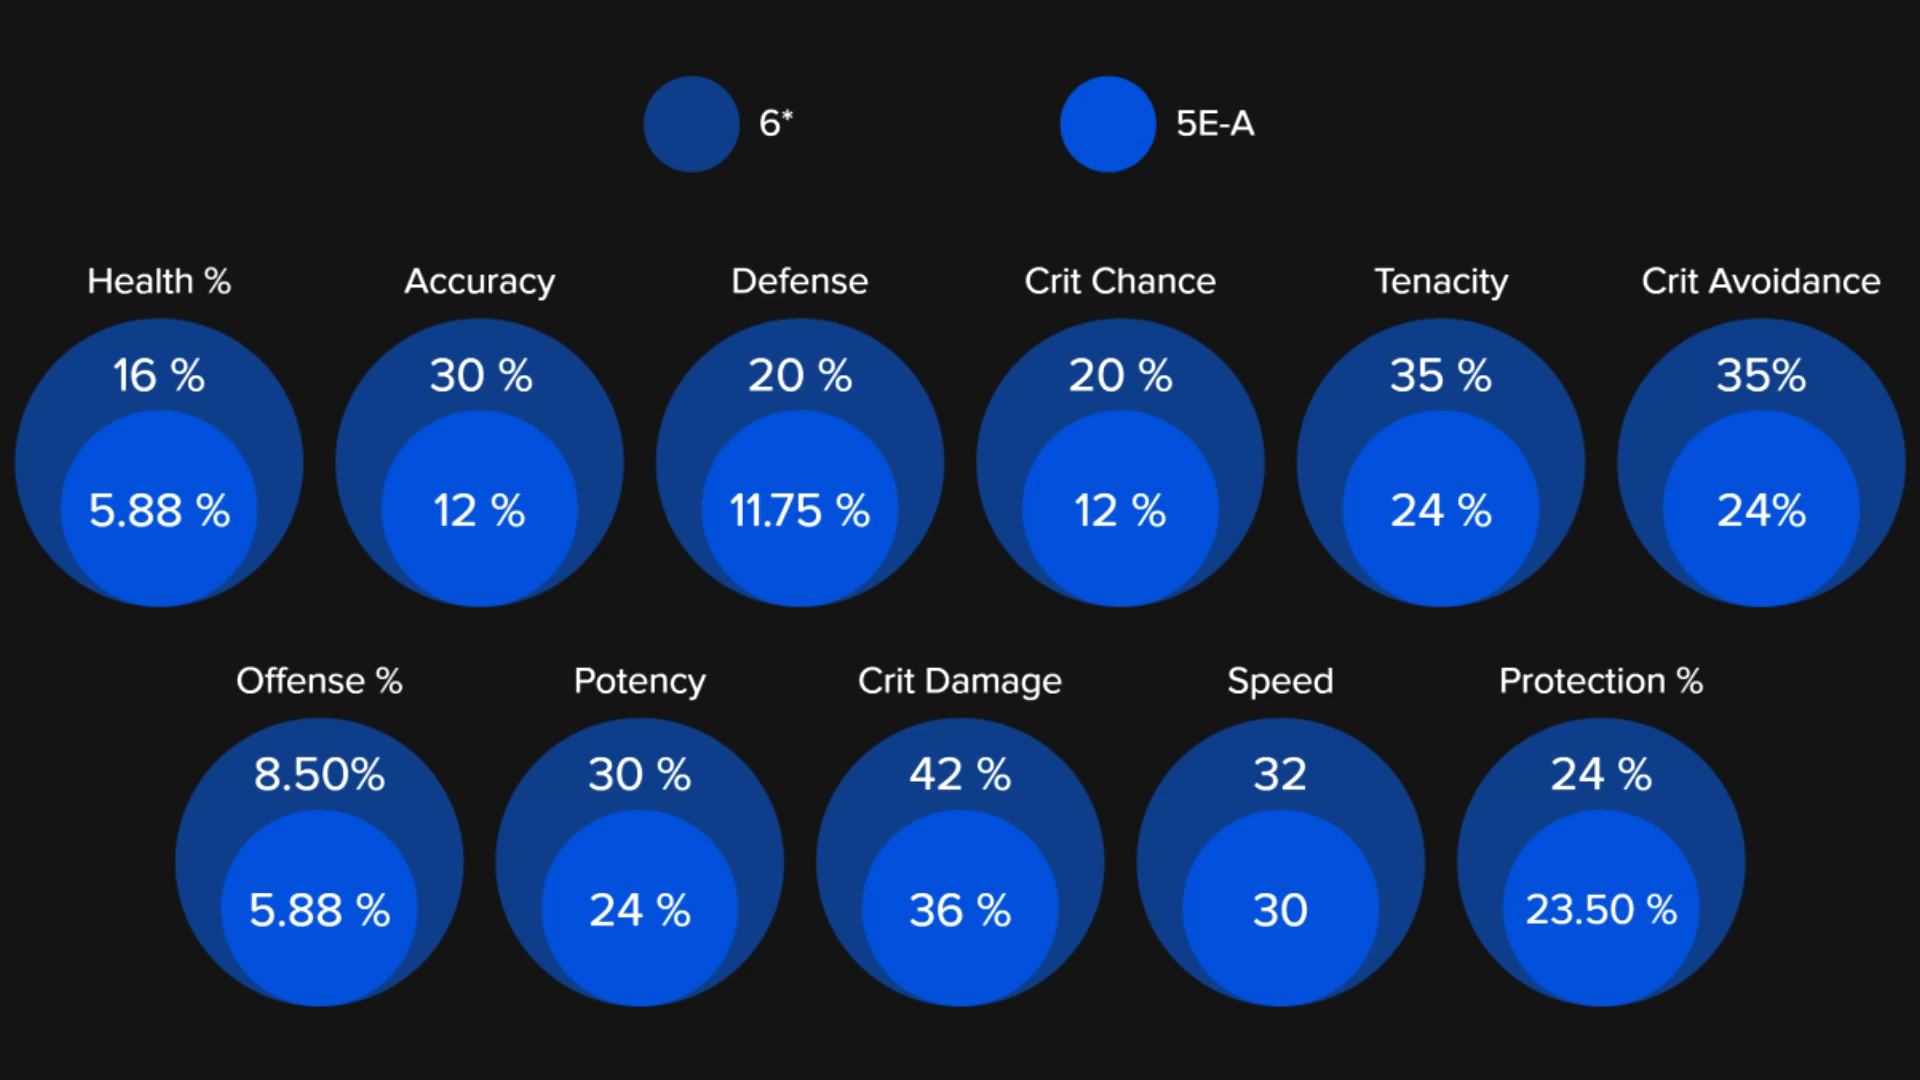 6*
5E-A
Health %
Accuracy
Defense
Crit Chance
Tenacity
Crit Avoidance
16 %
30 %
20 %
20 %
35 %
35%
5.88 %
12 %
11.75 %
12 %
24 %
24%
Offense %
Potency
Crit Damage
Speed
Protection %
8.50%
30 %
42 %
32
24 %
5.88 %
24 %
36 %
30
23.50 %